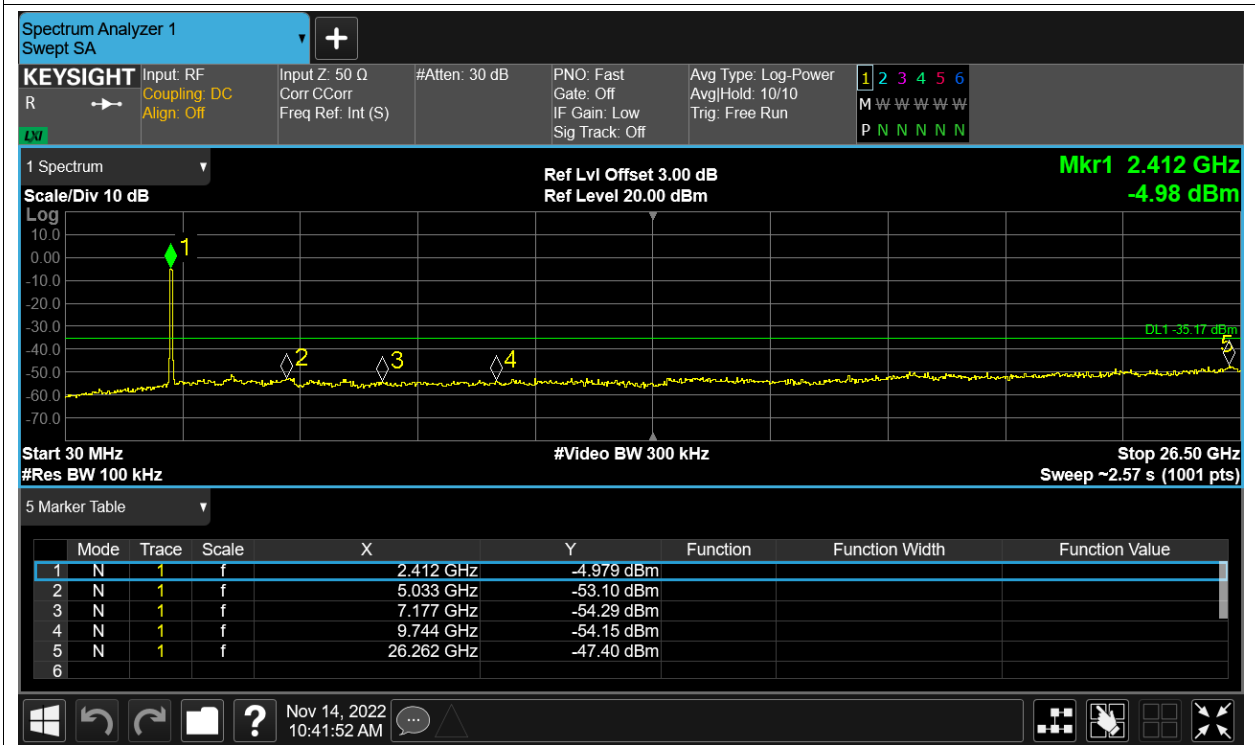 Spectrum Analyzer 1
Swept SA
KEYSIGHT Input: RF Input Z: 50 Ω #Atten: 30 dB PNO: Fast Avg Type: Log-Power 1 2 3 4 5 6
R Coupling: DC Corr CCorr Gate: Off Avg|Hold: 10/10 M W W W W W
Align: Off Freq Ref: Int (S) IF Gain: Low Trig: Free Run
LXI Sig Track: Off P N N N N N
1 Spectrum Ref Lvl Offset 3.00 dB Mkr1 2.412 GHz
Scale/Div 10 dB Ref Level 20.00 dBm -4.98 dBm
Log
10.0
1
0.00
-10.0
-20.0
-30.0
DL1 -35.17 dBm
-40.0
2 3 4 5
-50.0
-60.0
-70.0
Start 30 MHz #Video BW 300 kHz Stop 26.50 GHz
#Res BW 100 kHz Sweep ~2.57 s (1001 pts)
5 Marker Table
Mode Trace Scale X Y Function Function Width Function Value
1 N 1 f 2.412 GHz -4.979 dBm
2 N 1 f 5.033 GHz -53.10 dBm
3 N 1 f 7.177 GHz -54.29 dBm
4 N 1 f 9.744 GHz -54.15 dBm
5 N 1 f 26.262 GHz -47.40 dBm
6
? Nov 14, 2022
10:41:52 AM